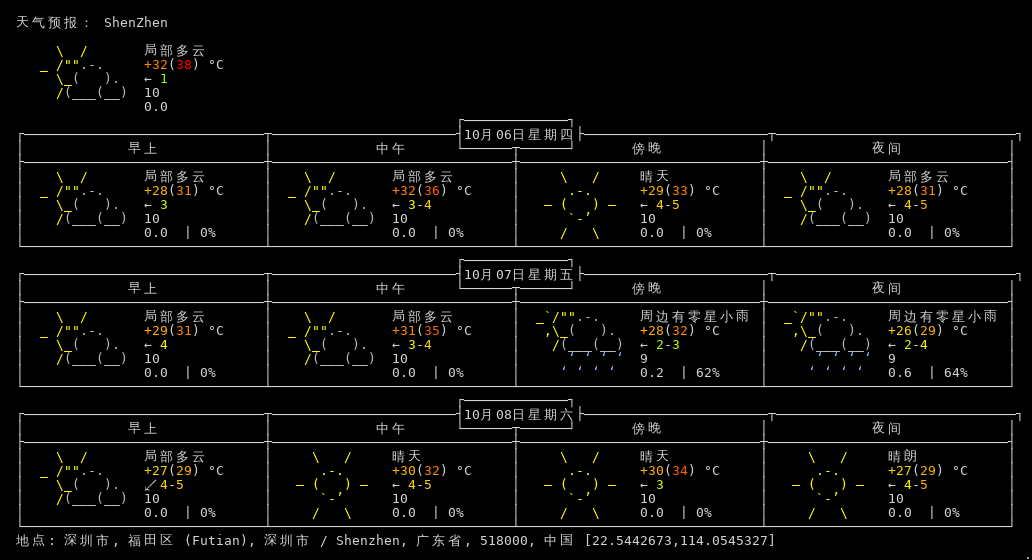 天气预报： ShenZhen
局部多云
+32(38) °C
← 1
10
0.0
10月06日星期四
早上 中午 傍晚 夜间
局部多云 局部多云 晴天 局部多云
+28(31) °C +32(36) °C +29(33) °C +28(31) °C
← 3 ← 3-4 ← 4-5 ← 4-5
10 10 10 10
0.0 | 0% 0.0 | 0% 0.0 | 0% 0.0 | 0%
10月07日星期五
早上 中午 傍晚 夜间
局部多云 局部多云 周边有零星小雨 周边有零星小雨
+29(31) °C +31(35) °C +28(32) °C +26(29) °C
← 4 ← 3-4 ← 2-3 ← 2-4
10 10 9 9
0.0 | 0% 0.0 | 0% 0.2 | 62% 0.6 | 64%
10月08日星期六
早上 中午 傍晚 夜间
局部多云 晴天 晴天 晴朗
+27(29) °C +30(32) °C +30(34) °C +27(29) °C
↙ 4-5 ← 4-5 ← 3 ← 4-5
10 10 10 10
0.0 | 0% 0.0 | 0% 0.0 | 0% 0.0 | 0%
地点: 深圳市, 福田区 (Futian), 深圳市 / Shenzhen, 广东省, 518000, 中国 [22.5442673,114.0545327]